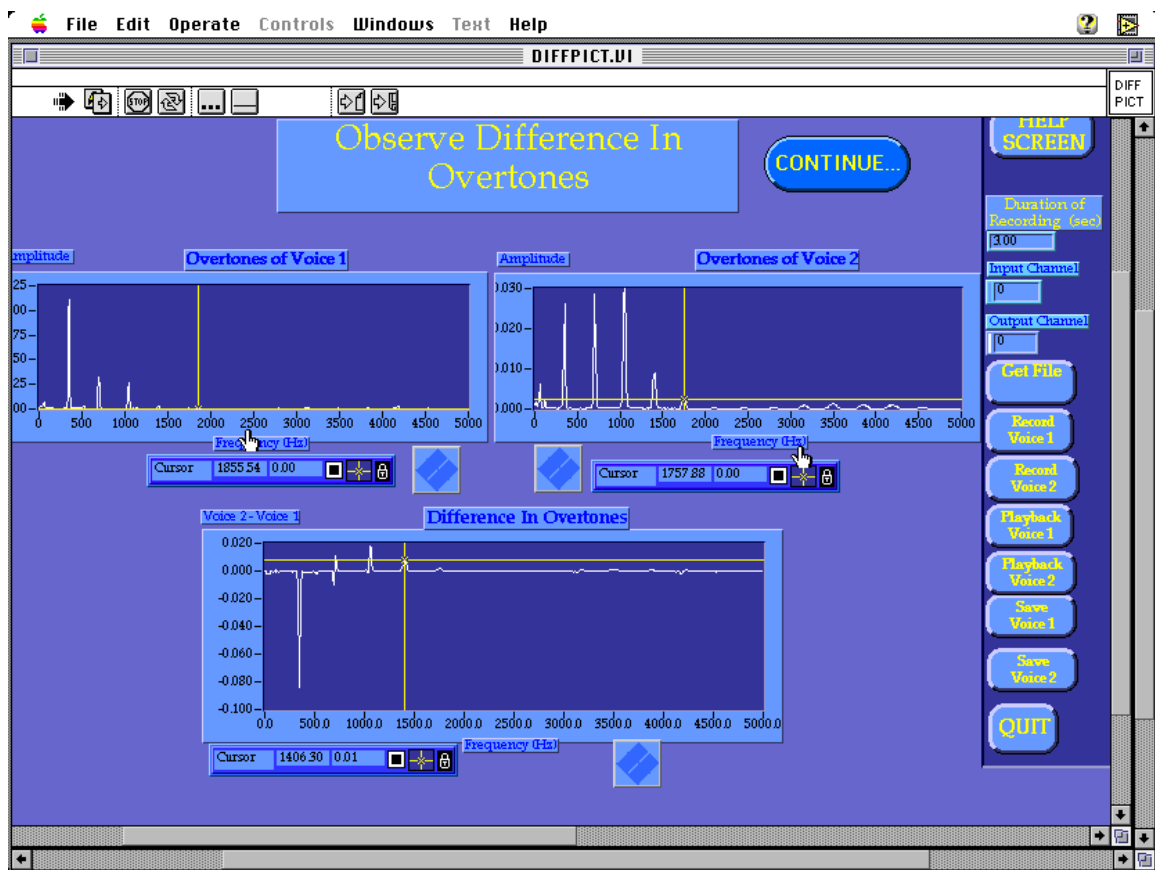 File Edit Operate Controls Windows Text Help
DIFFPICT.VI
STOP
DIFF
PICT
Observe Difference In
Overtones
CONTINUE...
HELP
SCREEN
Duration of
Recording (sec)
3.00
Input Channel
0
Output Channel
0
Get File
Record
Voice 1
Record
Voice 2
Playback
Voice 1
Playback
Voice 2
Save
Voice 1
Save
Voice 2
QUIT
mplitude
Overtones of Voice 1
25
00
75
50
25
00
0 500 1000 1500 2000 2500 3000 3500 4000 4500 5000
Frequency (Hz)
Cursor 1855.54 0.00
Amplitude
Overtones of Voice 2
0.030
0.020
0.010
0.000
0 500 1000 1500 2000 2500 3000 3500 4000 4500 5000
Frequency (Hz)
Cursor 1757.88 0.00
Voice 2 - Voice 1
Difference In Overtones
0.020
0.000
-0.020
-0.040
-0.060
-0.080
-0.100
0.0 500.0 1000.0 1500.0 2000.0 2500.0 3000.0 3500.0 4000.0 4500.0 5000.0
Frequency (Hz)
Cursor 1406.30 0.01